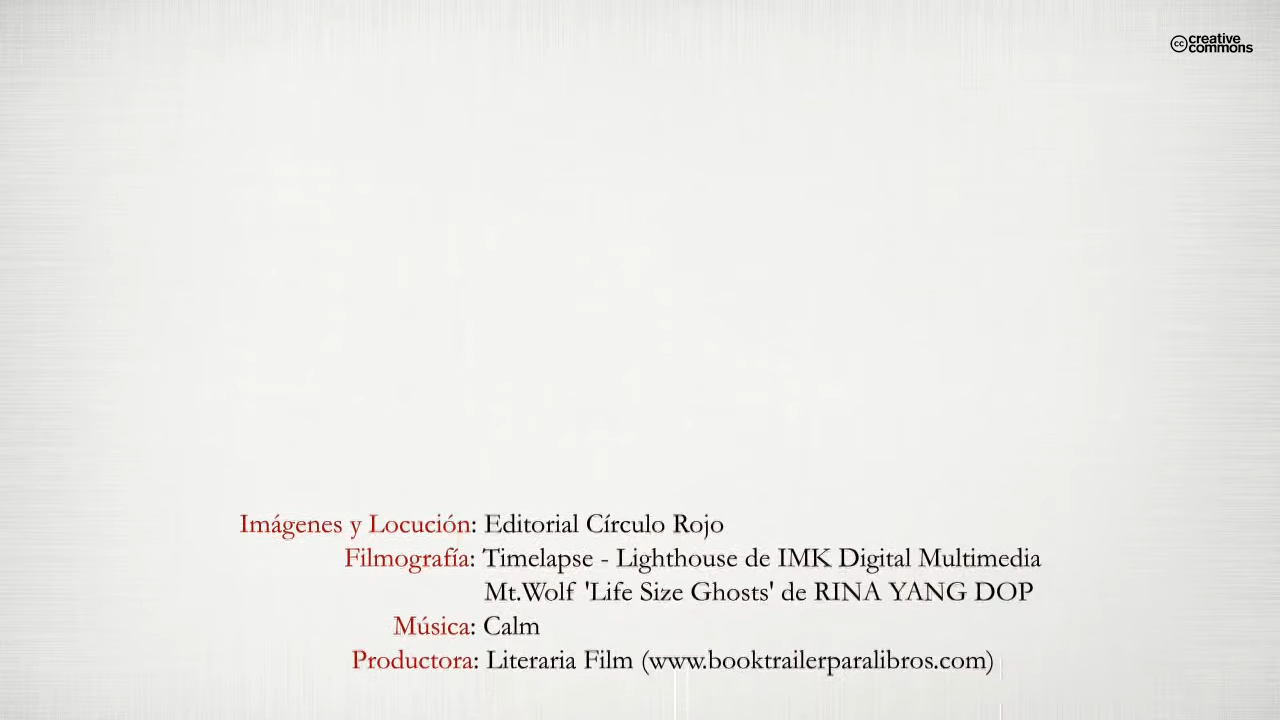 cc creative
commons
Imágenes y Locución: Editorial Círculo Rojo
Filmografía: Timelapse - Lighthouse de IMK Digital Multimedia
Mt.Wolf 'Life Size Ghosts' de RINA YANG DOP
Música: Calm
Productora: Literaria Film (www.booktrailerparalibros.com)